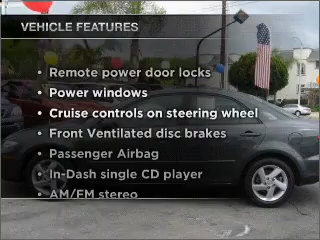 VEHICLE FEATURES
• Remote power door locks
• Power windows
• Cruise controls on steering wheel
• Front Ventilated disc brakes
• Passenger Airbag
• In-Dash single CD player
• AM/FM stereo